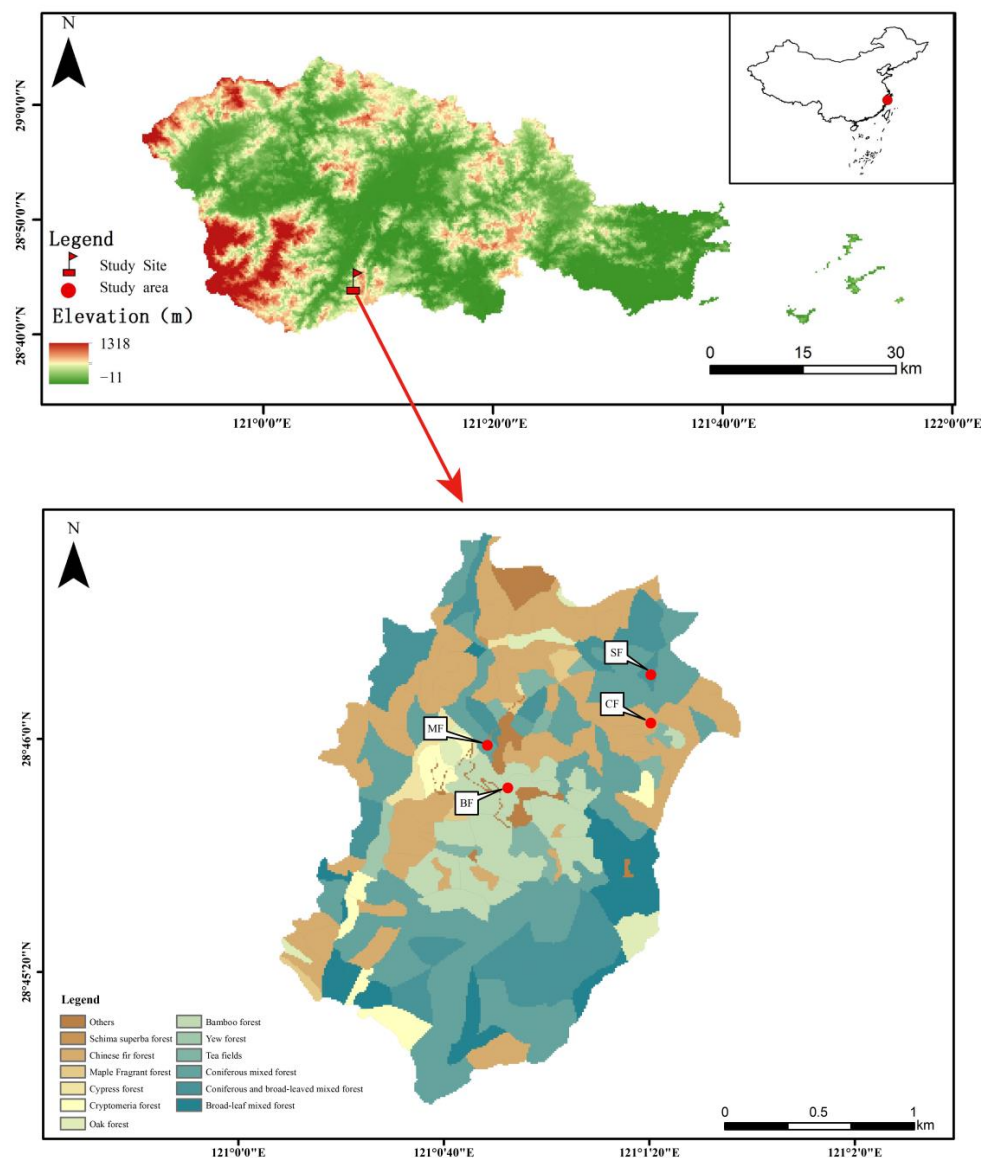 N
29°0'0"N
28°50'0"N
28°40'0"N
Legend
Study Site
Study area
Elevation (m)
1318
−11
0 15 30
km
121°0'0"E 121°20'0"E 121°40'0"E 122°0'0"E
N
SF
CF
MF
BF
28°46'0"N
28°45'20"N
Legend
Others
Schima superba forest
Chinese fir forest
Maple Fragrant forest
Cypress forest
Cryptomeria forest
Oak forest
Bamboo forest
Yew forest
Tea fields
Coniferous mixed forest
Coniferous and broad-leaved mixed forest
Broad-leaf mixed forest
0 0.5 1
km
121°0'0"E 121°0'40"E 121°1'20"E 121°2'0"E